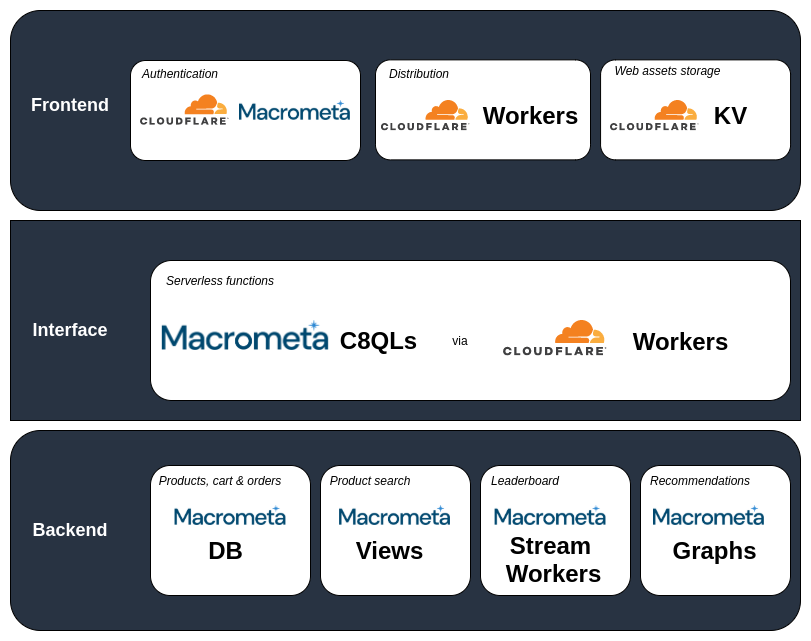 Frontend
Authentication
CLOUDFLARE Macrometa
Distribution
CLOUDFLARE Workers
Web assets storage
CLOUDFLARE KV
Interface
Serverless functions
Macrometa C8QLs via CLOUDFLARE Workers
Backend
Products, cart & orders
Macrometa
DB
Product search
Macrometa
Views
Leaderboard
Macrometa
Stream
Workers
Recommendations
Macrometa
Graphs